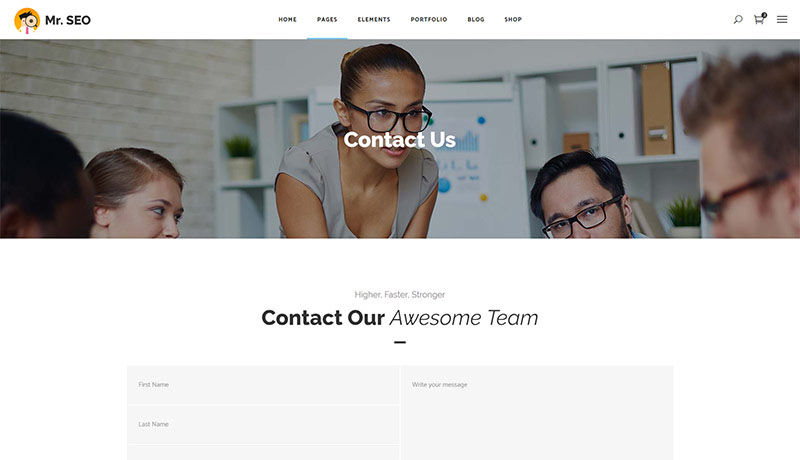 Mr. SEO
HOME PAGES ELEMENTS PORTFOLIO BLOG SHOP
Contact Us
Higher, Faster, Stronger
Contact Our Awesome Team
First Name
Write your message
Last Name